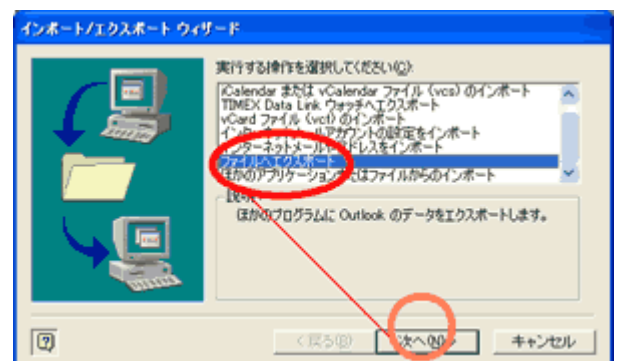 インポート/エクスポート ウィザード
実行する操作を選択してください(C):
iCalendar または vCalendar ファイル (vcs) のインポート
TIMEX Data Link ウォッチへエクスポート
vCard ファイル (vcf) のインポート
インターネットメールアカウントの設定をインポート
インターネットメールアドレスをインポート
ファイルへエクスポート
ほかのアプリケーションまたはファイルからのインポート
説明
ほかのプログラムに Outlook のデータをエクスポートします。
< 戻る(B)
次へ(N) >
キャンセル